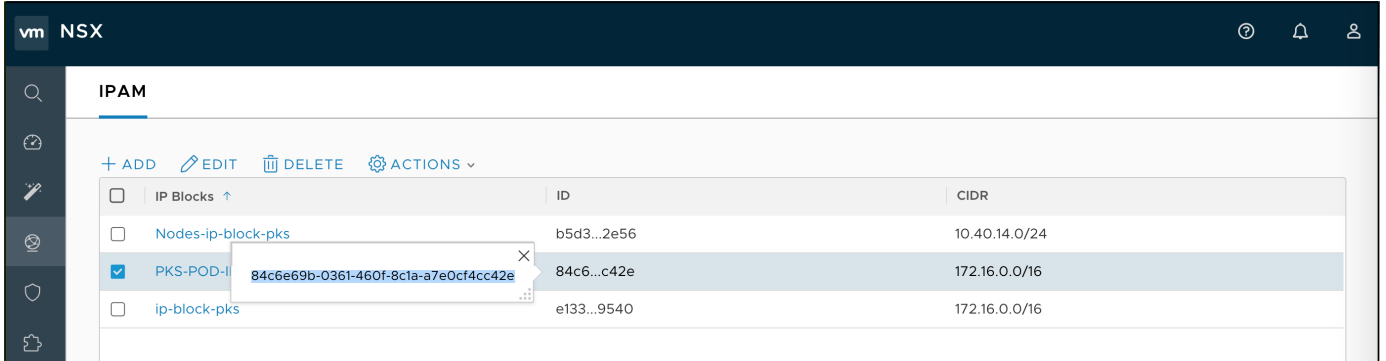 vm NSX
IPAM
ADD EDIT DELETE ACTIONS
IP Blocks ID CIDR
Nodes-ip-block-pks b5d3...2e56 10.40.14.0/24
PKS-POD-I 84c6e69b-0361-460f-8c1a-a7e0cf4cc42e 84c6...c42e 172.16.0.0/16
ip-block-pks e133...9540 172.16.0.0/16